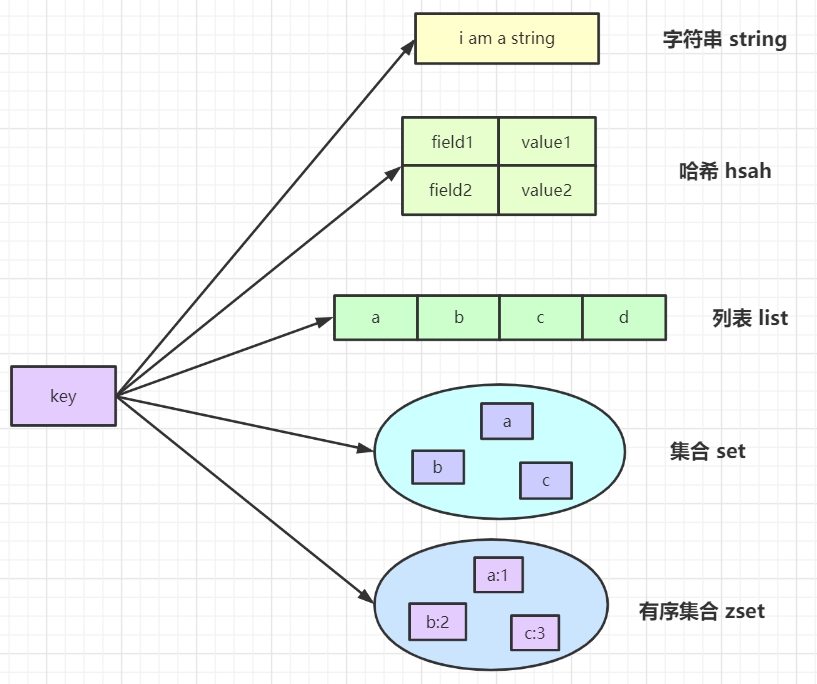 i am a string
字符串 string
field1 value1
field2 value2
哈希 hsah
a b c d
列表 list
key
a
b
c
集合 set
a:1
b:2
c:3
有序集合 zset